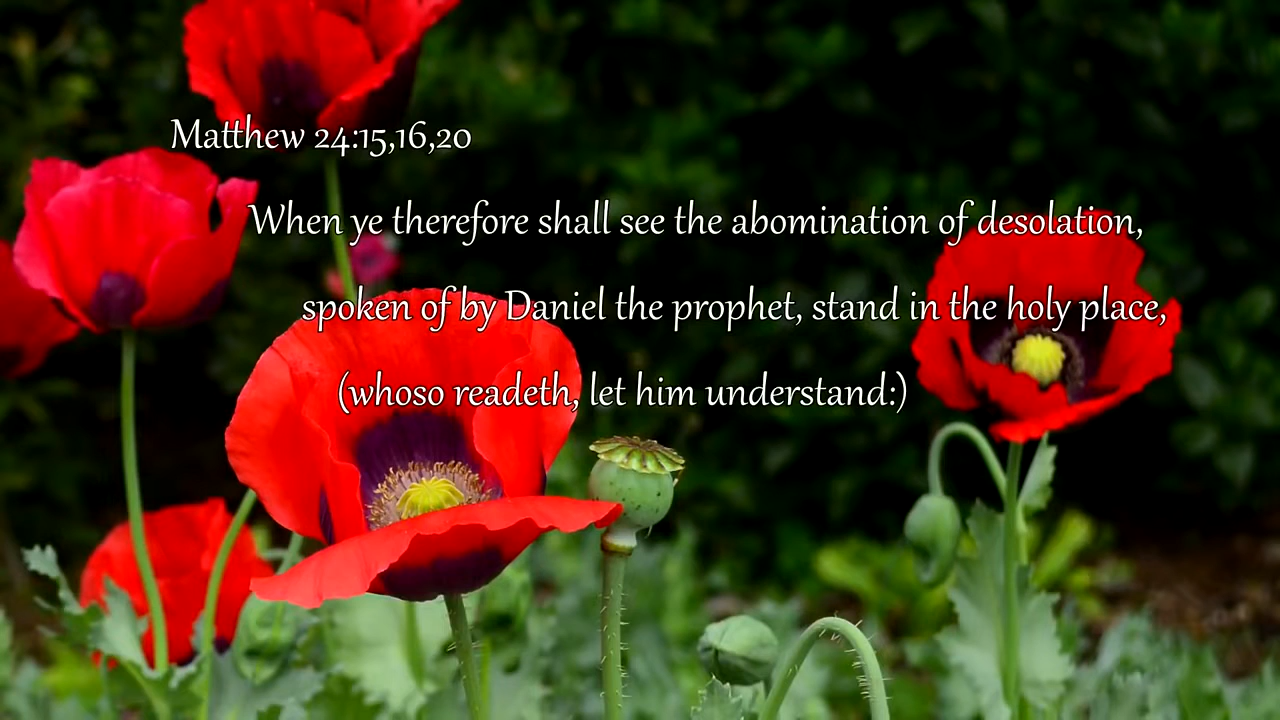 Matthew 24:15,16,20
When ye therefore shall see the abomination of desolation,
spoken of by Daniel the prophet, stand in the holy place,
(whoso readeth, let him understand:)